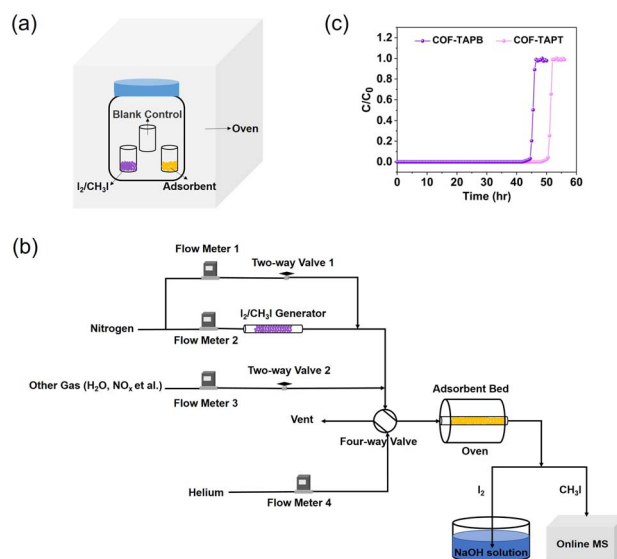 (a)
Blank Control
Oven
I₂/CH₃I
Adsorbent
(c)
COF-TAPB
COF-TAPT
C/C₀
1.2
1.0
0.8
0.6
0.4
0.2
0.0
0 10 20 30 40 50 60
Time (hr)
(b)
Flow Meter 1
Two-way Valve 1
I₂/CH₃I Generator
Nitrogen
Flow Meter 2
Two-way Valve 2
Other Gas (H₂O, NOₓ et al.)
Flow Meter 3
Adsorbent Bed
Vent
Four-way Valve
Oven
Helium
Flow Meter 4
I₂
CH₃I
NaOH solution
Online MS